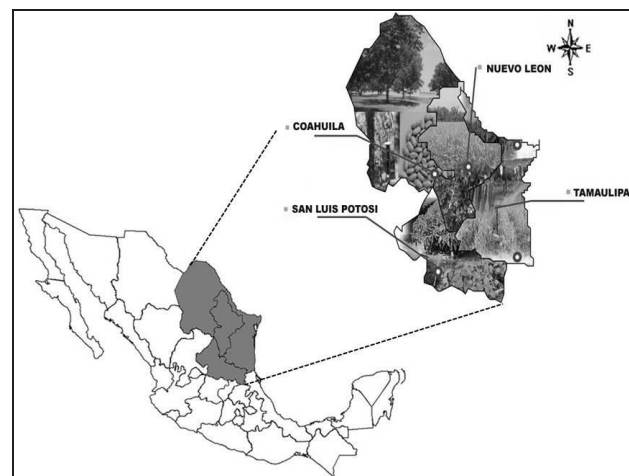 N
W E
S
NUEVO LEON
COAHUILA
TAMAULIPA
SAN LUIS POTOSI